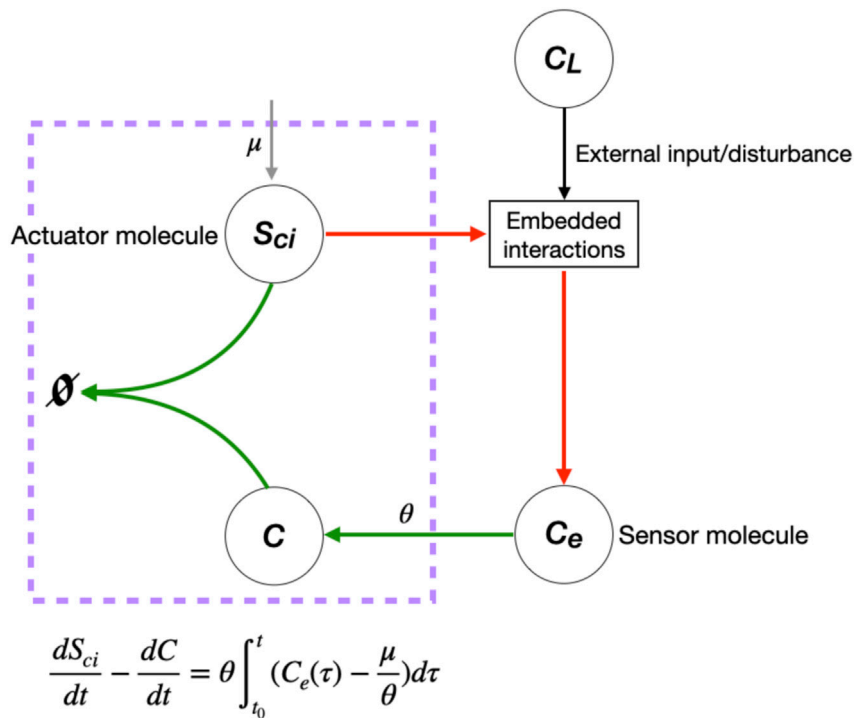 C_L
External input/disturbance
μ
Actuator molecule
S_ci
Embedded
interactions
∅
C
θ
C_e
Sensor molecule
dS_ci/dt − dC/dt = θ∫_{t_0}^{t} (C_e(τ) − μ/θ)dτ